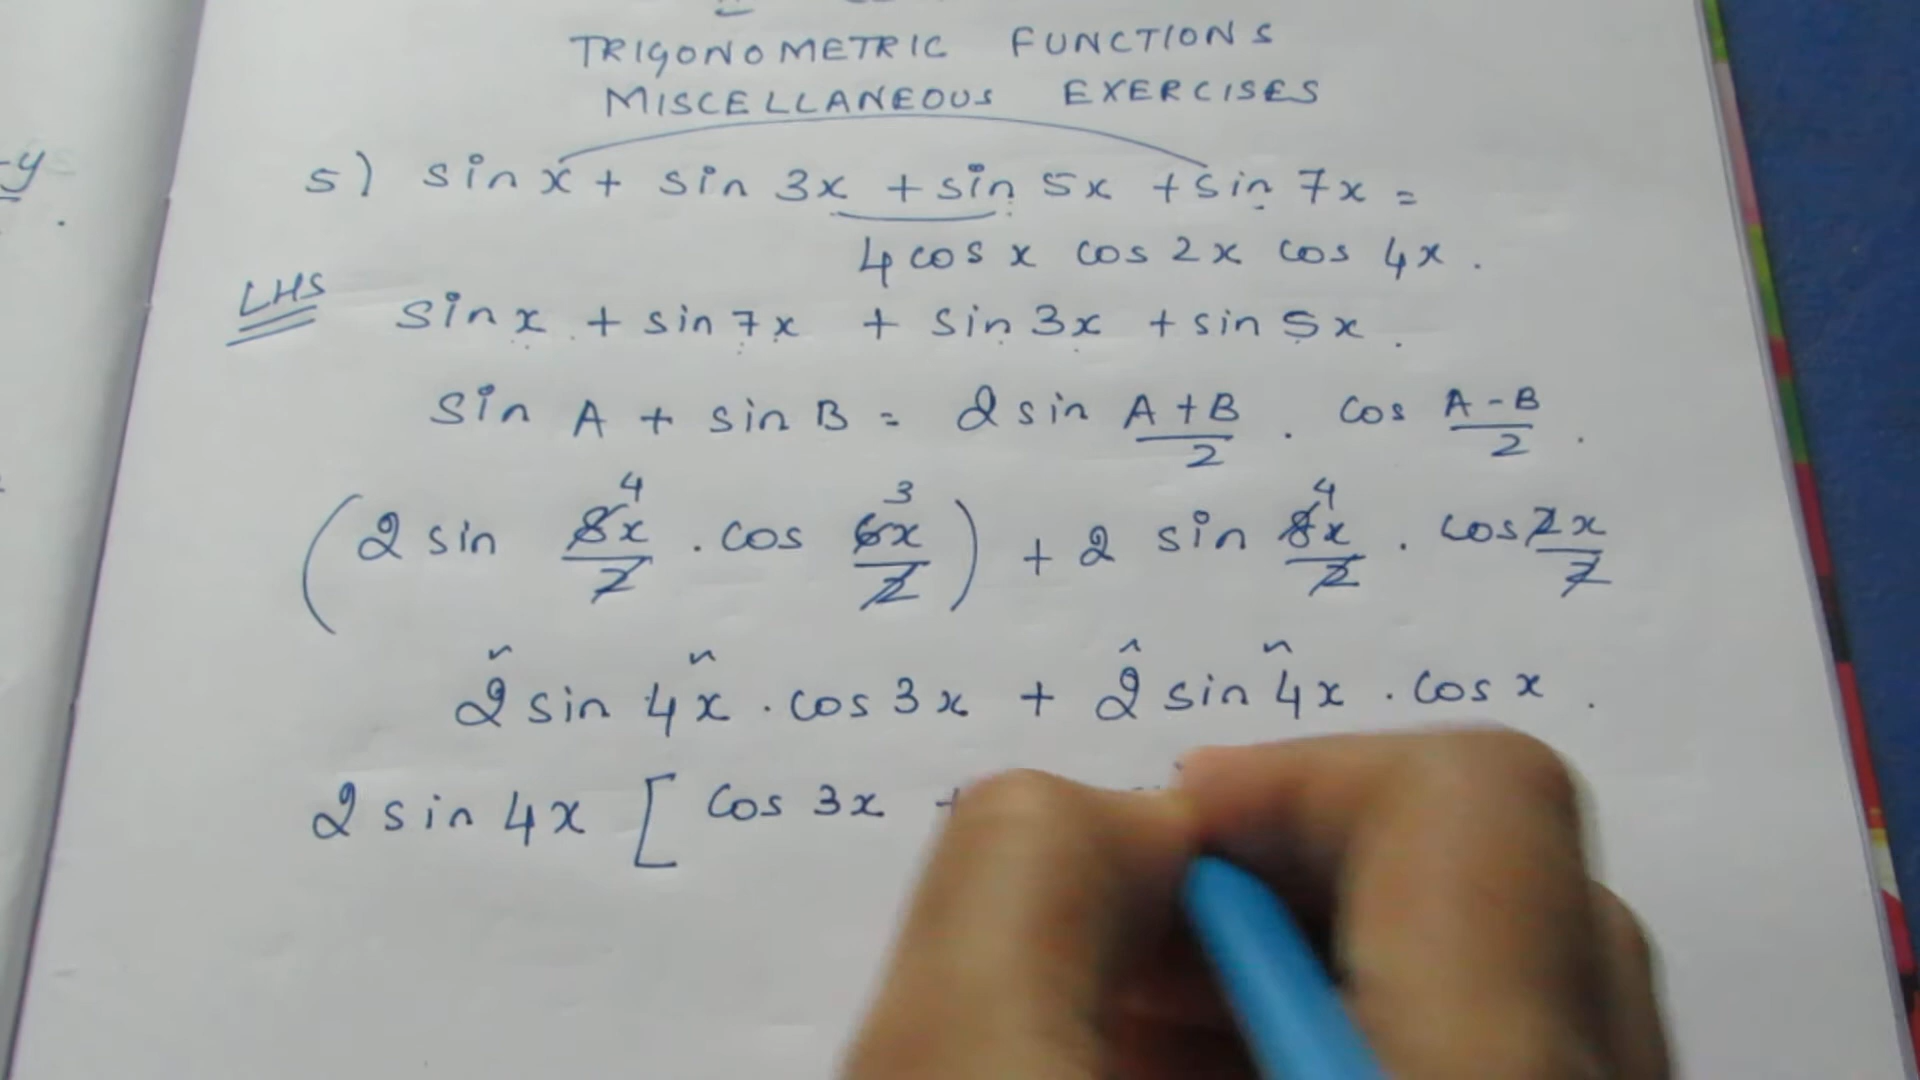 TRIGONOMETRIC FUNCTIONS
MISCELLANEOUS EXERCISES
5) sin x + sin 3x + sin 5x + sin 7x =
4 cos x cos 2x cos 4x .
LHS
sin x + sin 7x + sin 3x + sin 5x .
sin A + sin B = 2 sin A+B/2 . cos A-B/2 .
(2 sin 8x/2 4 . cos 6x/2 3) + 2 sin 8x/2 4 . cos 2x/2
2 sin 4x . cos 3x + 2 sin 4x . cos x .
2 sin 4x [ cos 3x +
-y
.